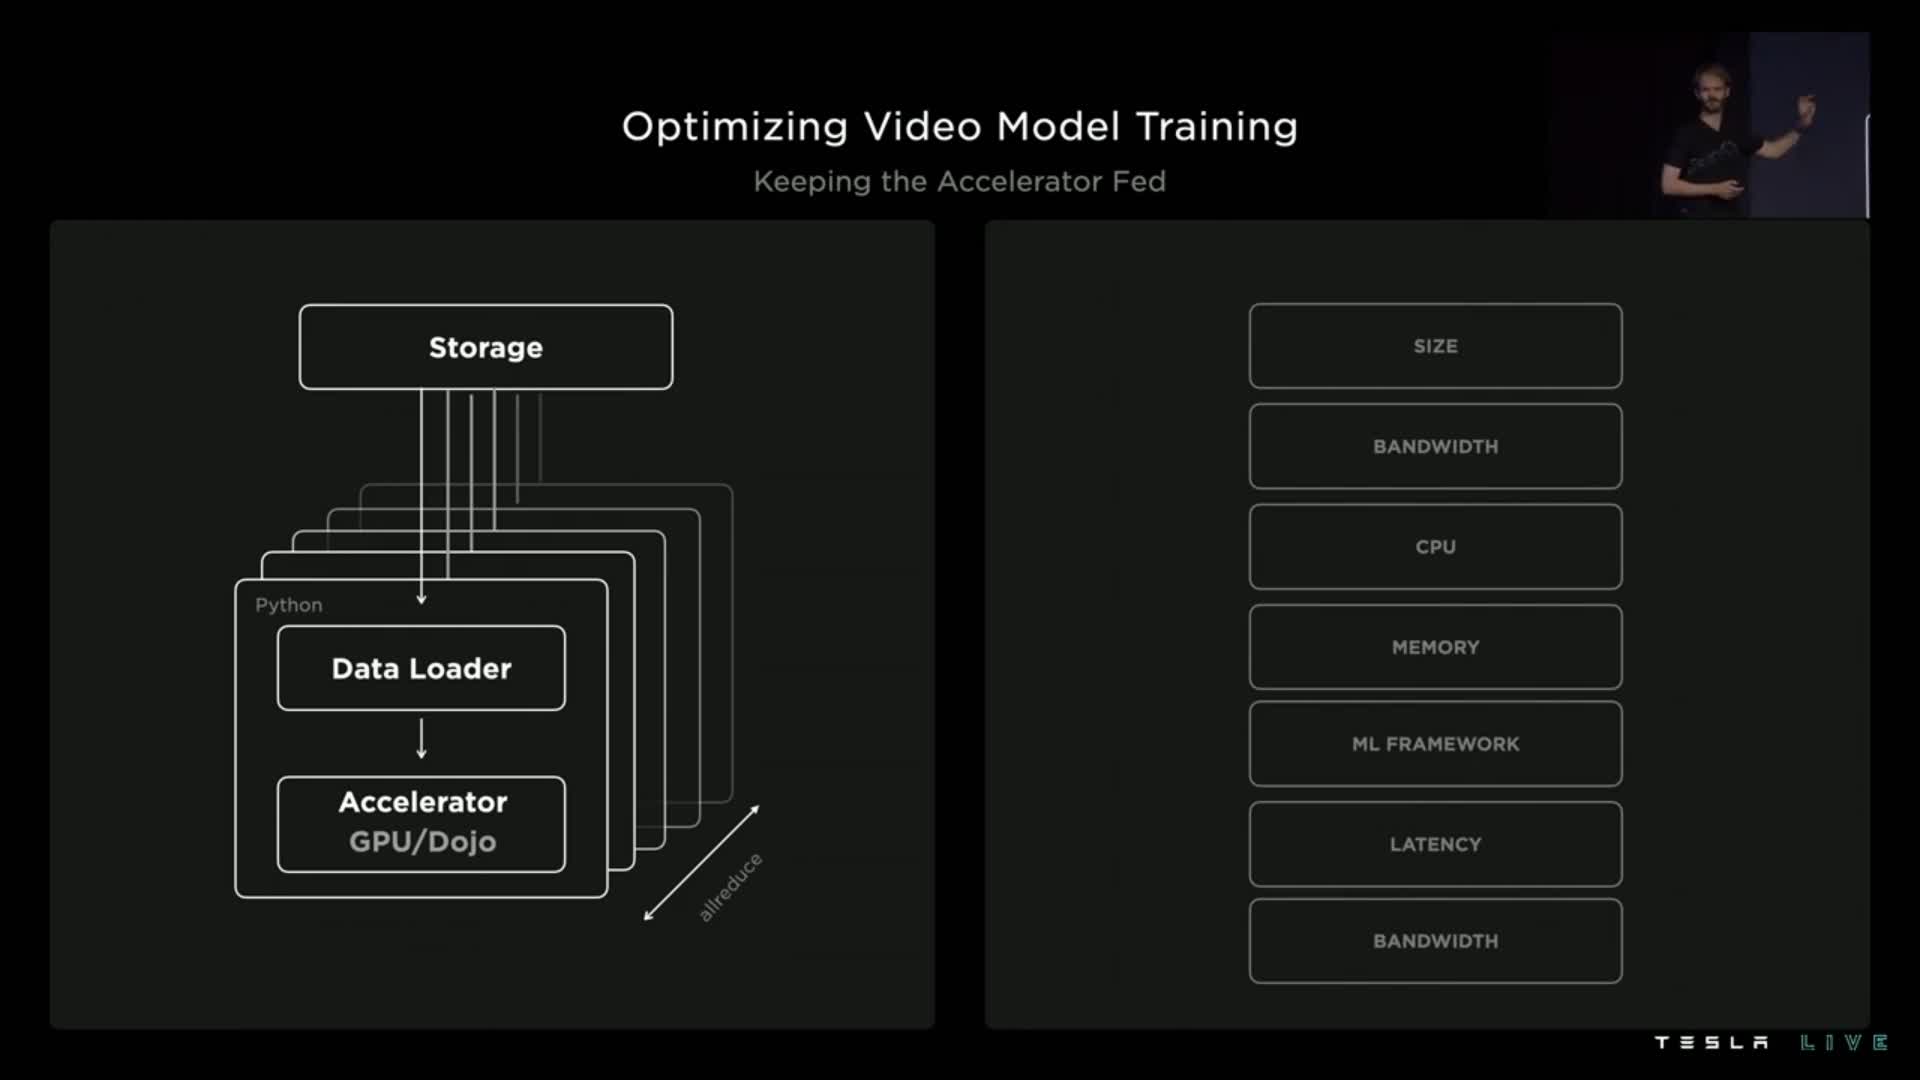 Optimizing Video Model Training
Keeping the Accelerator Fed
Storage
Python
Data Loader
Accelerator
GPU/Dojo
allreduce
SIZE
BANDWIDTH
CPU
MEMORY
ML FRAMEWORK
LATENCY
BANDWIDTH
TESLA LIVE